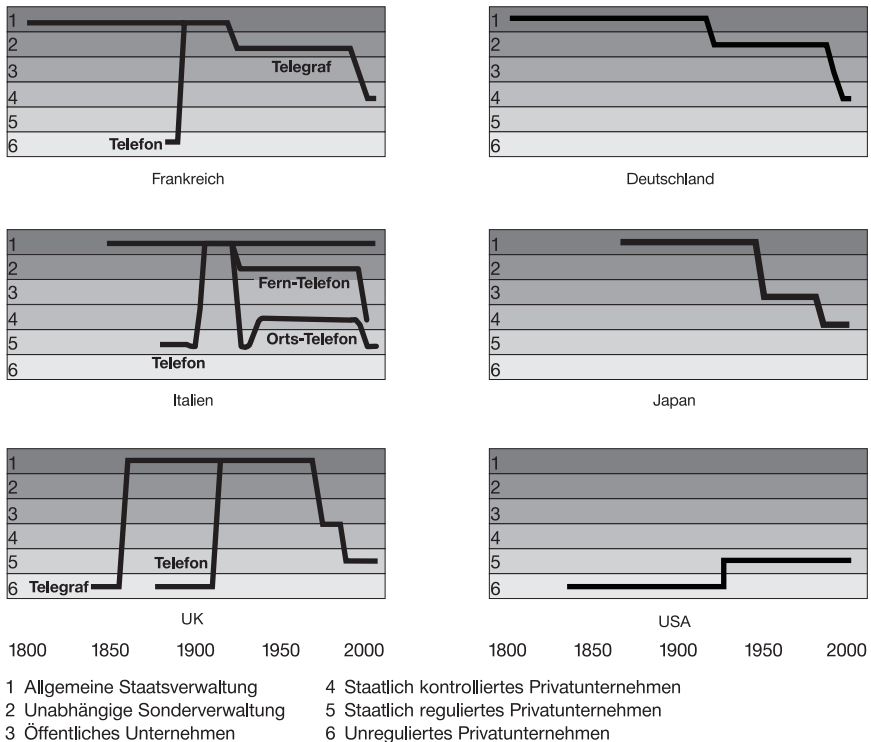 1
2
3
4
5
6
Telegraf
Telefon
Frankreich
1
2
3
4
5
6
Deutschland
1
2
3
4
5
6
Fern-Telefon
Orts-Telefon
Telefon
Italien
1
2
3
4
5
6
Japan
1
2
3
4
5
6
Telefon
Telegraf
UK
1
2
3
4
5
6
USA
1800 1850 1900 1950 2000
1800 1850 1900 1950 2000
1 Allgemeine Staatsverwaltung
2 Unabhängige Sonderverwaltung
3 Öffentliches Unternehmen
4 Staatlich kontrolliertes Privatunternehmen
5 Staatlich reguliertes Privatunternehmen
6 Unreguliertes Privatunternehmen